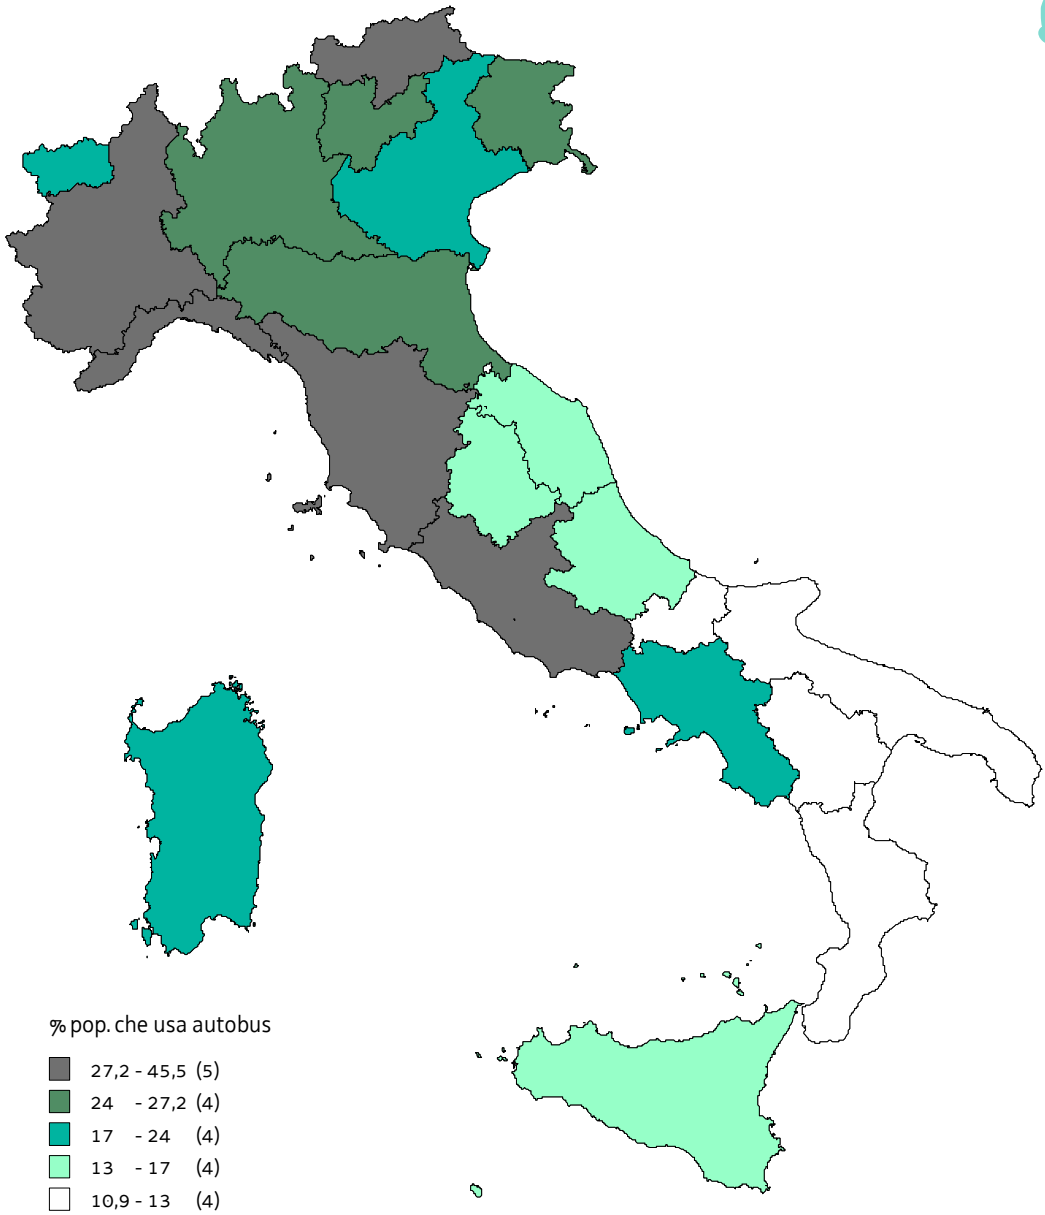 % pop. che usa autobus
27,2 - 45,5 (5)
24 - 27,2 (4)
17 - 24 (4)
13 - 17 (4)
10,9 - 13 (4)